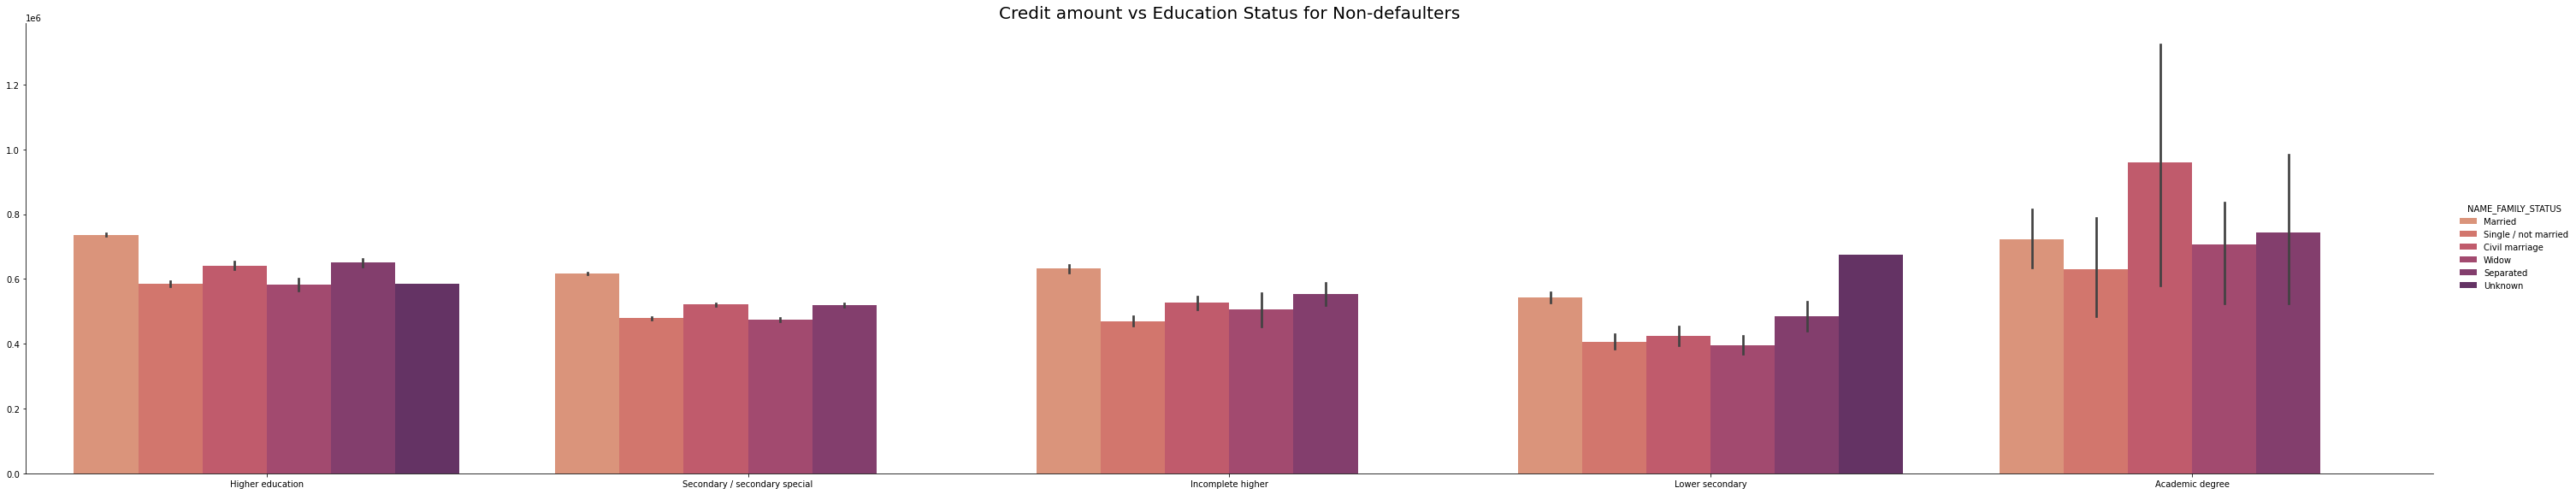 Credit amount vs Education Status for Non-defaulters
1e6
1.2
1.0
0.8
0.6
0.4
0.2
0.0
Higher education
Secondary / secondary special
Incomplete higher
Lower secondary
Academic degree
NAME_FAMILY_STATUS
Married
Single / not married
Civil marriage
Widow
Separated
Unknown